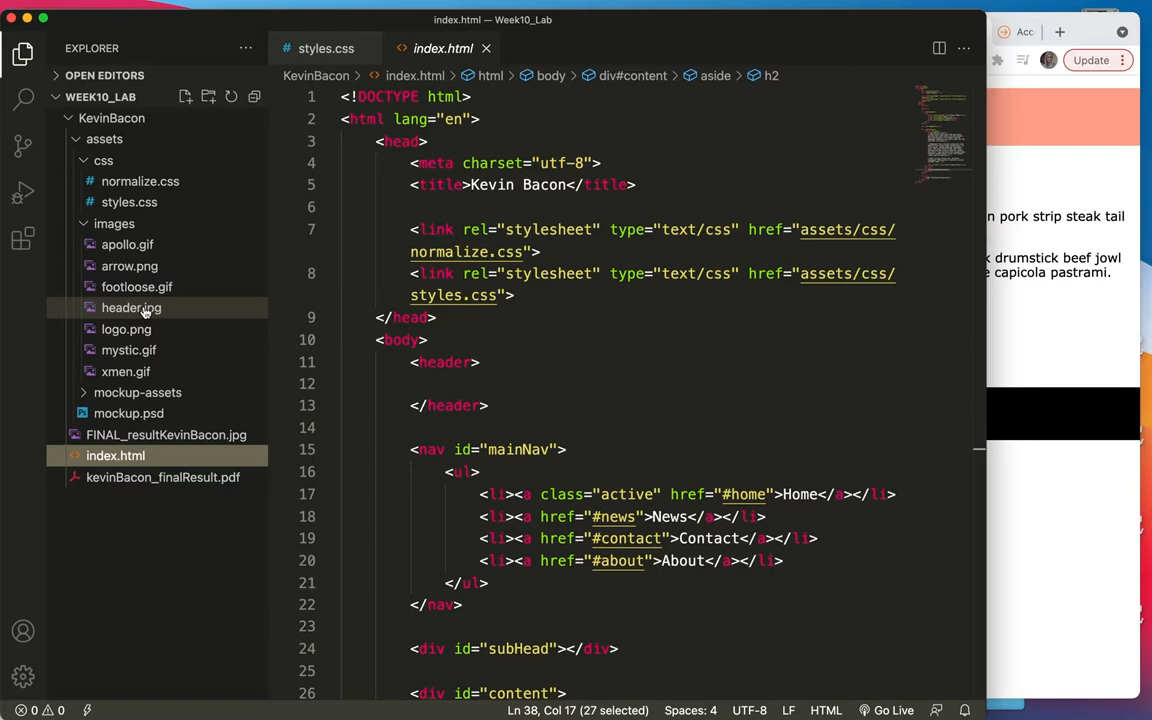 index.html — Week10_Lab
EXPLORER
OPEN EDITORS
WEEK10_LAB
KevinBacon
assets
css
normalize.css
styles.css
images
apollo.gif
arrow.png
footloose.gif
header.jpg
logo.png
mystic.gif
xmen.gif
mockup-assets
mockup.psd
FINAL_resultKevinBacon.jpg
index.html
kevinBacon_finalResult.pdf
styles.css
index.html
KevinBacon > index.html > html > body > div#content > aside > h2
1 <!DOCTYPE html>
2 <html lang="en">
3 <head>
4 <meta charset="utf-8">
5 <title>Kevin Bacon</title>
6
7 <link rel="stylesheet" type="text/css" href="assets/css/
normalize.css">
8 <link rel="stylesheet" type="text/css" href="assets/css/
styles.css">
9 </head>
10 <body>
11 <header>
12
13 </header>
14
15 <nav id="mainNav">
16 <ul>
17 <li><a class="active" href="#home">Home</a></li>
18 <li><a href="#news">News</a></li>
19 <li><a href="#contact">Contact</a></li>
20 <li><a href="#about">About</a></li>
21 </ul>
22 </nav>
23
24 <div id="subHead"></div>
25
26 <div id="content">
0 0
Ln 38, Col 17 (27 selected)
Spaces: 4
UTF-8
LF
HTML
Go Live
Acc
Update
n pork strip steak tail
k drumstick beef jowl
e capicola pastrami.